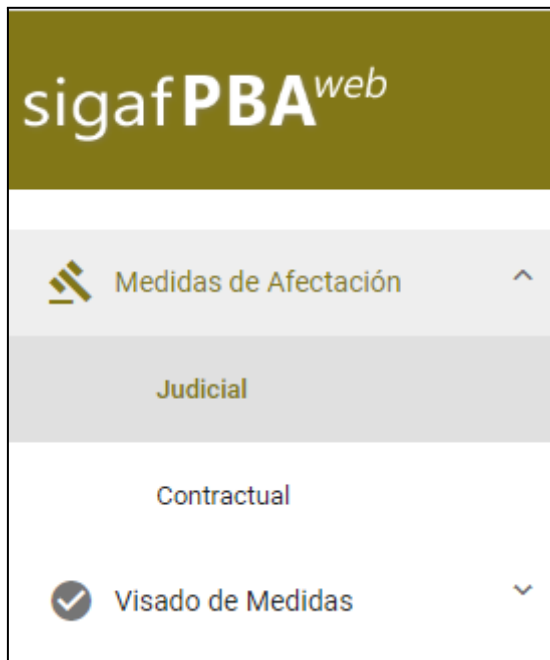 sigafPBAweb
Medidas de Afectación
Judicial
Contractual
Visado de Medidas